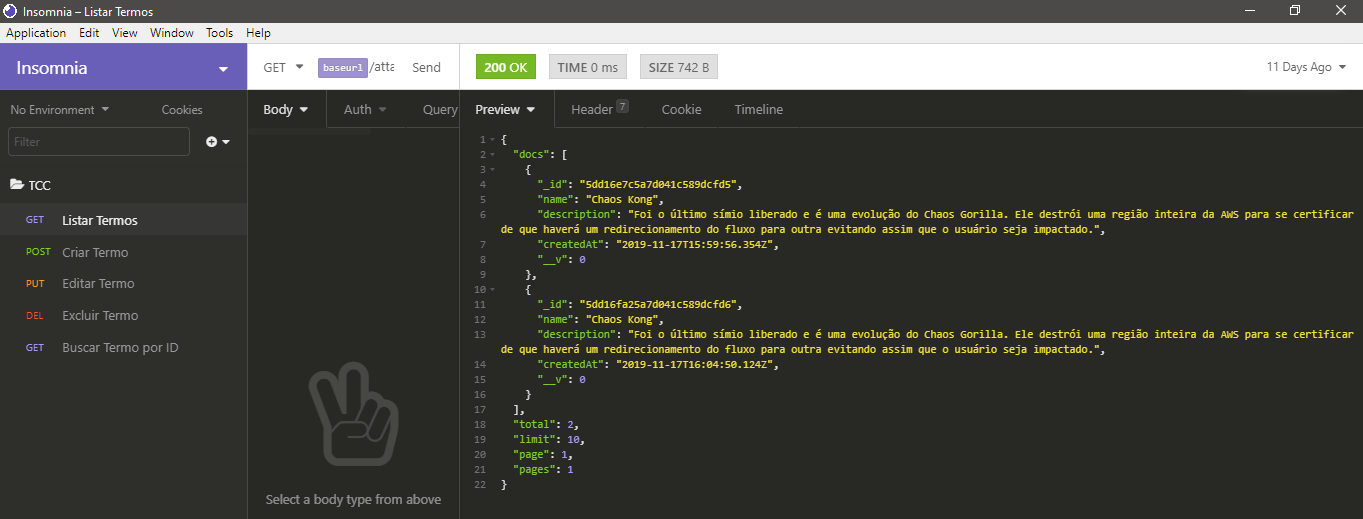 Insomnia – Listar Termos
Application Edit View Window Tools Help
Insomnia
GET baseurl /atta Send
200 OK TIME 0 ms SIZE 742 B
11 Days Ago
No Environment Cookies
Body Auth Query
Preview Header 7 Cookie Timeline
Filter
TCC
GET Listar Termos
POST Criar Termo
PUT Editar Termo
DEL Excluir Termo
GET Buscar Termo por ID
Select a body type from above
1 {
2 "docs": [
3 {
4 "_id": "5dd16e7c5a7d041c589dcfd5",
5 "name": "Chaos Kong",
6 "description": "Foi o último símio liberado e é uma evolução do Chaos Gorilla. Ele destrói uma região inteira da AWS para se certificar
de que haverá um redirecionamento do fluxo para outra evitando assim que o usuário seja impactado.",
7 "createdAt": "2019-11-17T15:59:56.354Z",
8 "__v": 0
9 },
10 {
11 "_id": "5dd16fa25a7d041c589dcfd6",
12 "name": "Chaos Kong",
13 "description": "Foi o último símio liberado e é uma evolução do Chaos Gorilla. Ele destrói uma região inteira da AWS para se certificar
de que haverá um redirecionamento do fluxo para outra evitando assim que o usuário seja impactado.",
14 "createdAt": "2019-11-17T16:04:50.124Z",
15 "__v": 0
16 }
17 ],
18 "total": 2,
19 "limit": 10,
20 "page": 1,
21 "pages": 1
22 }